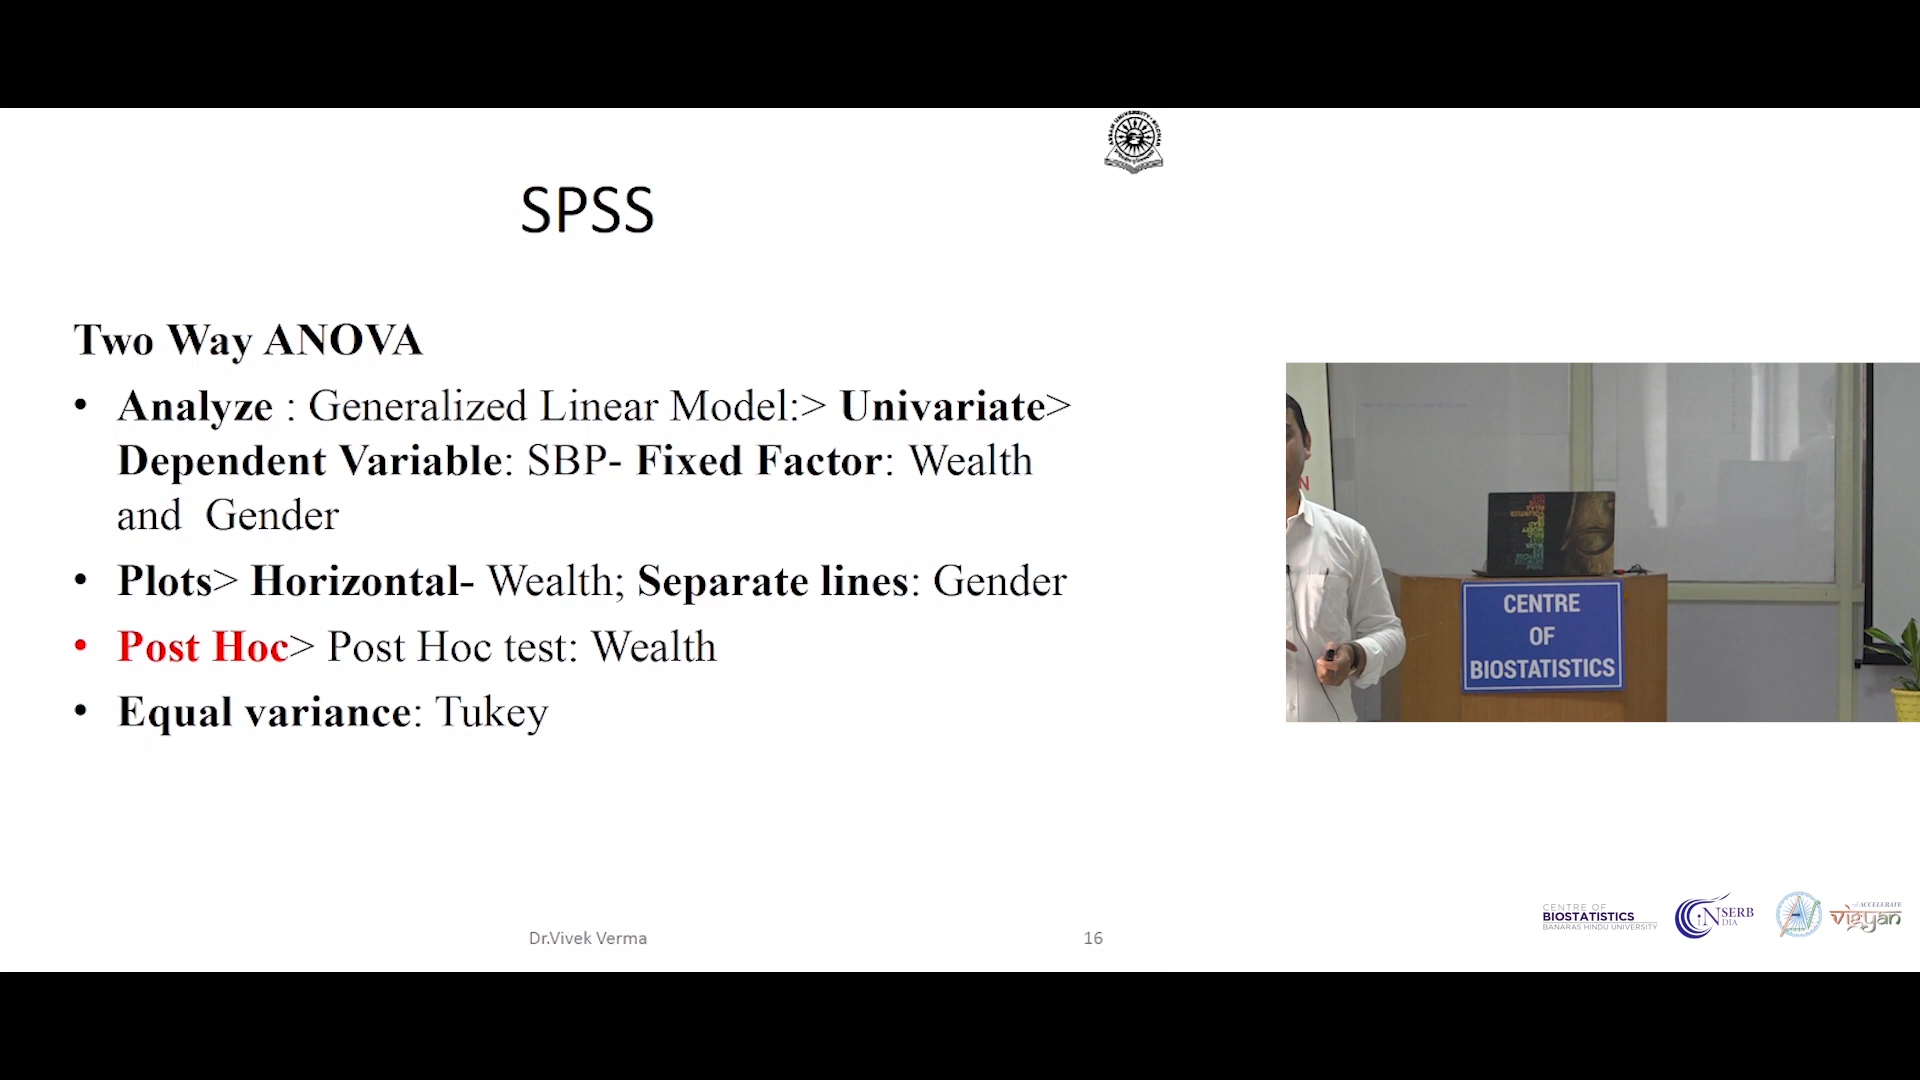 SPSS
Two Way ANOVA
• Analyze : Generalized Linear Model:> Univariate>
Dependent Variable: SBP- Fixed Factor: Wealth
and Gender
• Plots> Horizontal- Wealth; Separate lines: Gender
• Post Hoc> Post Hoc test: Wealth
• Equal variance: Tukey
Dr.Vivek Verma
16
N
CENTRE
OF
BIOSTATISTICS
CENTRE OF
BIOSTATISTICS
BANARAS HINDU UNIVERSITY
SERB
ACCELERATE